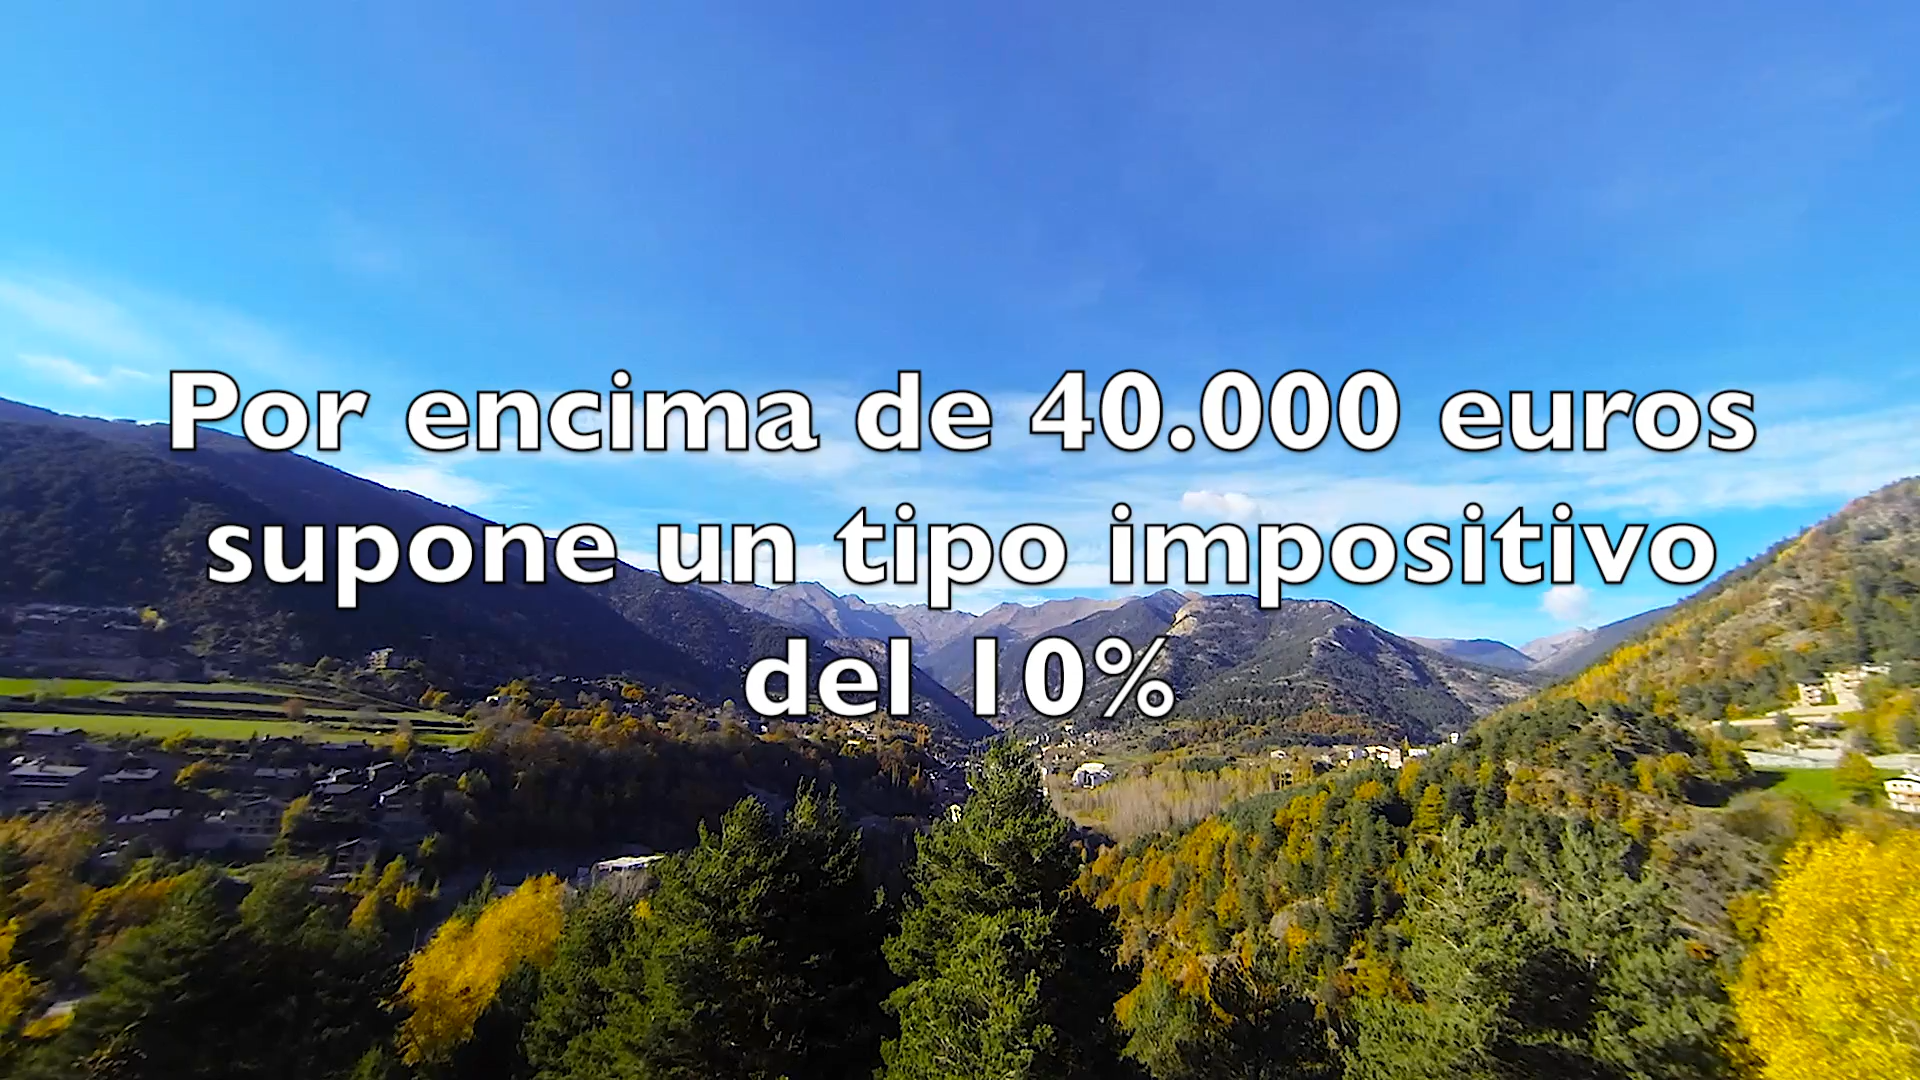 Por encima de 40.000 euros
supone un tipo impositivo
del 10%